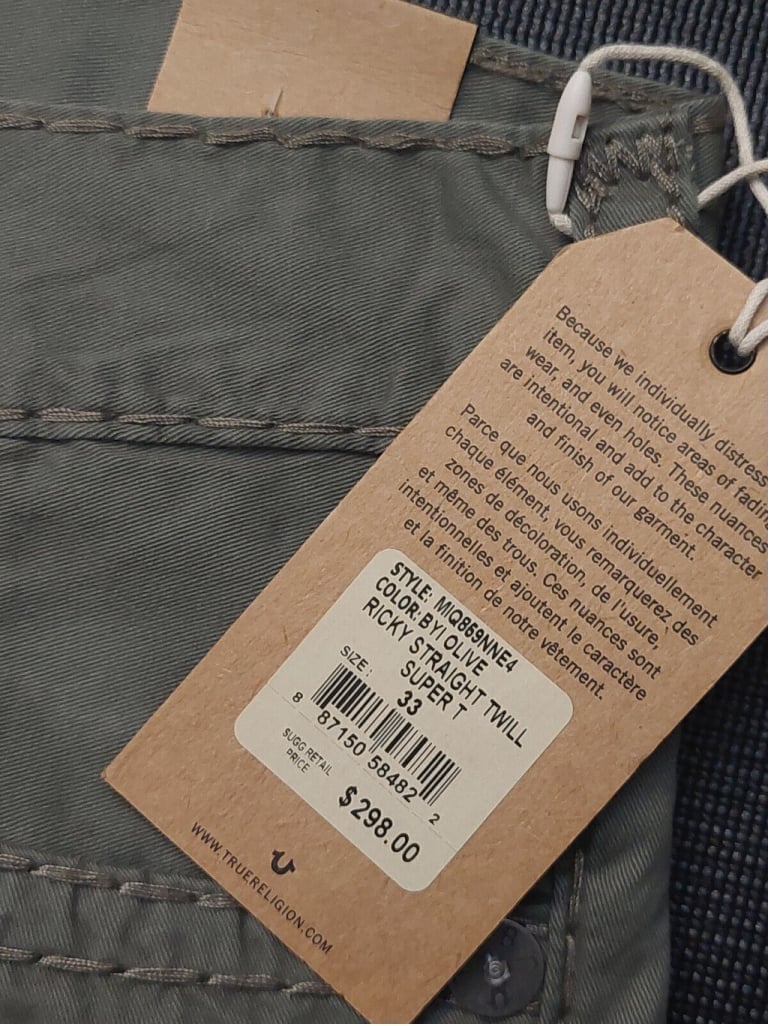 Because we individually distress
item, you will notice areas of fading
wear, and even holes. These nuances
are intentional and add to the character
and finish of our garment.
Parce que nous usons individuellement
chaque élément, vous remarquerez des
zones de décoloration, de l'usure,
et même des trous. Ces nuances sont
intentionnelles et ajoutent le caractère
et la finition de notre vêtement.
STYLE: MIQ869NNE4
COLOR: BYI OLIVE
RICKY STRAIGHT TWILL
SUPER T
SIZE: 33
8 87150 58482 2
SUGG RETAIL
PRICE
$298.00
WWW.TRUERELIGION.COM